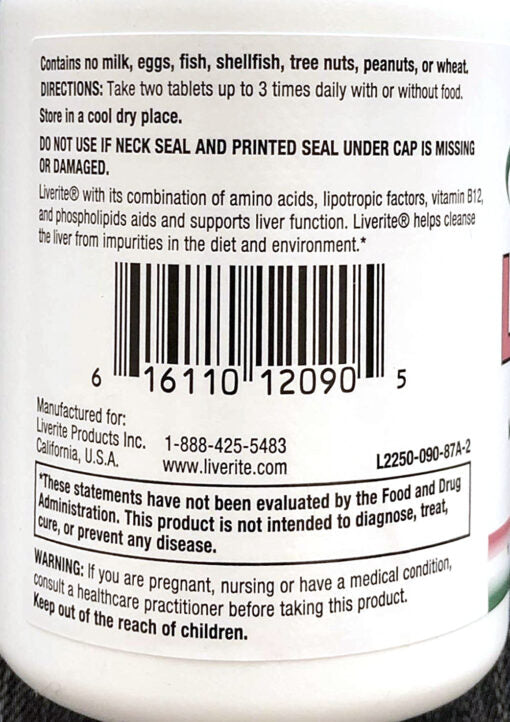 Contains no milk, eggs, fish, shellfish, tree nuts, peanuts, or wheat.
DIRECTIONS: Take two tablets up to 3 times daily with or without food.
Store in a cool dry place.
DO NOT USE IF NECK SEAL AND PRINTED SEAL UNDER CAP IS MISSING
OR DAMAGED.
Liverite® with its combination of amino acids, lipotropic factors, vitamin B12,
and phospholipids aids and supports liver function. Liverite® helps cleanse
the liver from impurities in the diet and environment.*
6 16110 12090 5
Manufactured for:
Liverite Products Inc. 1-888-425-5483
California, U.S.A. www.liverite.com L2250-090-87A-2
*These statements have not been evaluated by the Food and Drug
Administration. This product is not intended to diagnose, treat,
cure, or prevent any disease.
WARNING: If you are pregnant, nursing or have a medical condition,
consult a healthcare practitioner before taking this product.
Keep out of the reach of children.